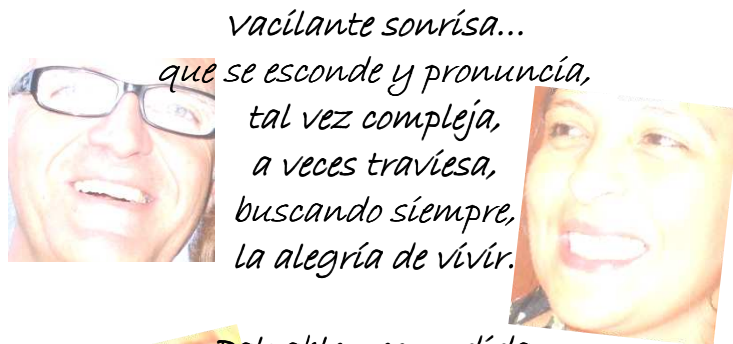 vacilante sonrisa...
que se esconde y pronuncia,
tal vez compleja,
a veces traviesa,
buscando siempre,
la alegría de vivir.